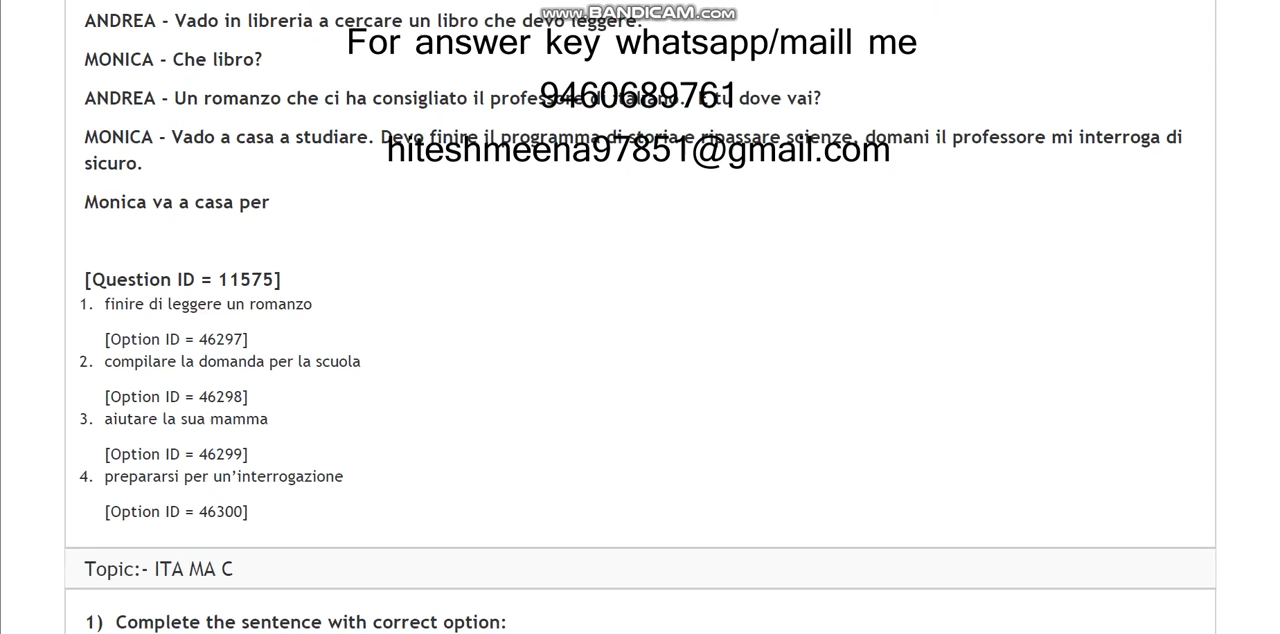 www.BANDICAM.com
ANDREA - Vado in libreria a cercare un libro che devo leggere.
For answer key whatsapp/maill me
MONICA - Che libro?
9460689761
ANDREA - Un romanzo che ci ha consigliato il professore di italiano. E tu dove vai?
MONICA - Vado a casa a studiare. Devo finire il programma di storia e ripassare scienze, domani il professore mi interroga di
hiteshmeena97851@gmail.com
sicuro.
Monica va a casa per
[Question ID = 11575]
1. finire di leggere un romanzo
[Option ID = 46297]
2. compilare la domanda per la scuola
[Option ID = 46298]
3. aiutare la sua mamma
[Option ID = 46299]
4. prepararsi per un’interrogazione
[Option ID = 46300]
Topic:- ITA MA C
1) Complete the sentence with correct option: